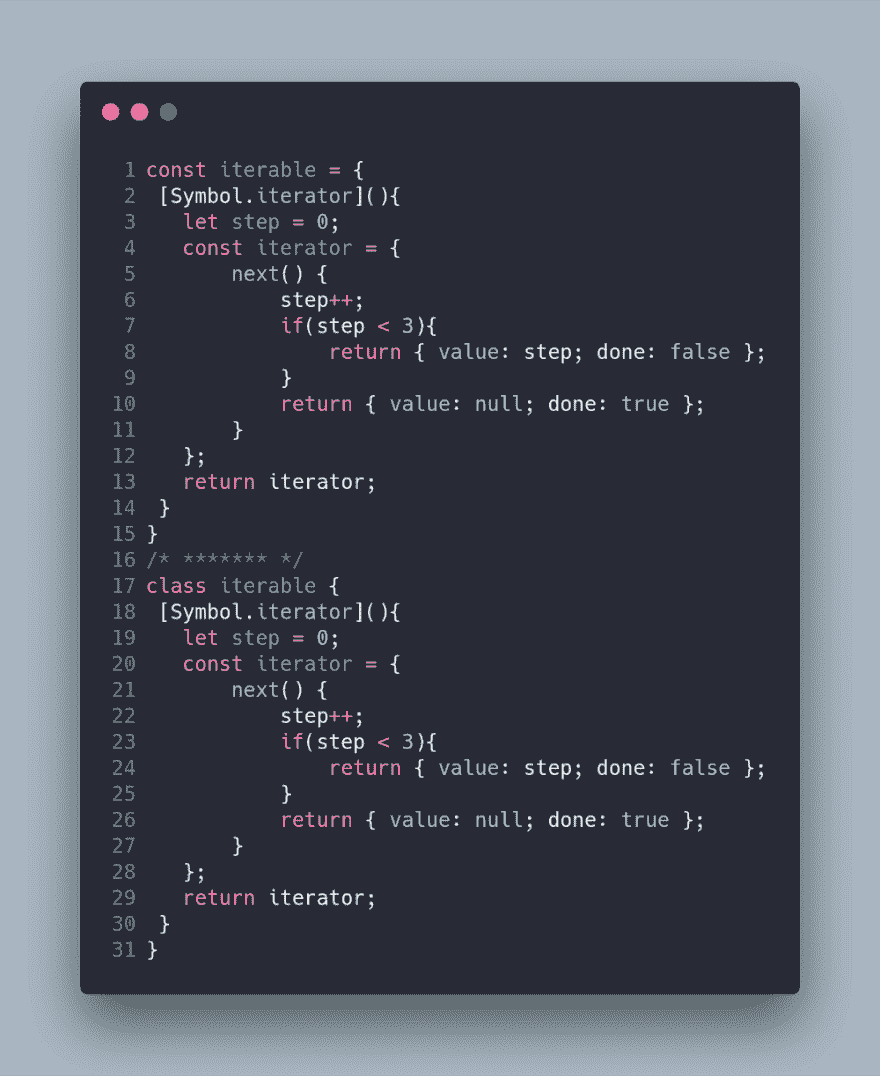 1 const iterable = {
2  [Symbol.iterator](){
3    let step = 0;
4    const iterator = {
5        next() {
6            step++;
7            if(step < 3){
8                return { value: step; done: false };
9            }
10            return { value: null; done: true };
11        }
12    };
13    return iterator;
14  }
15 }
16 /* ******* */
17 class iterable {
18  [Symbol.iterator](){
19    let step = 0;
20    const iterator = {
21        next() {
22            step++;
23            if(step < 3){
24                return { value: step; done: false };
25            }
26            return { value: null; done: true };
27        }
28    };
29    return iterator;
30  }
31 }